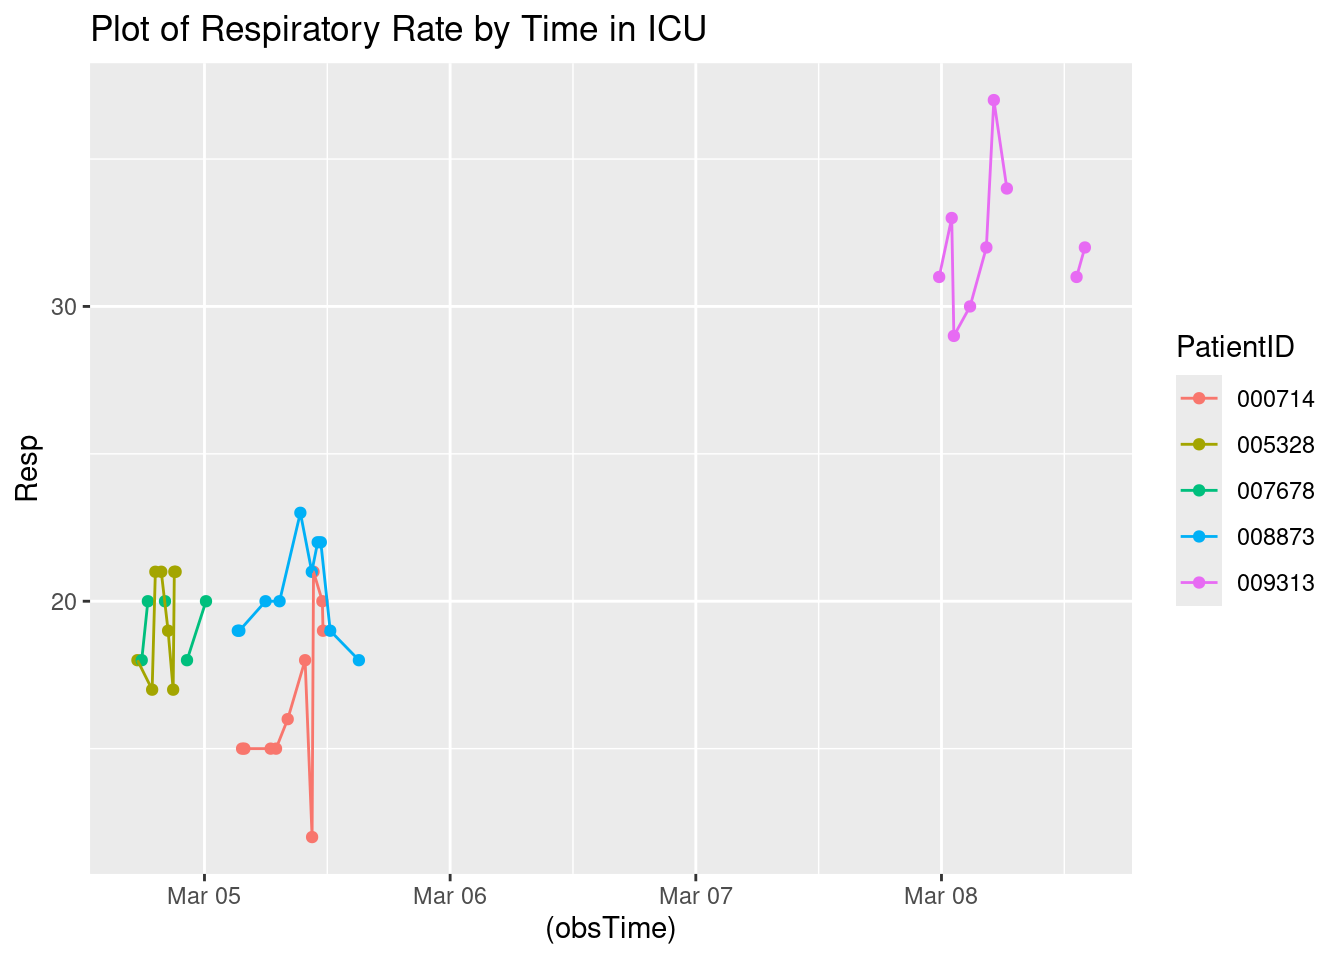 Plot of Respiratory Rate by Time in ICU
Resp
30
20
Mar 05
Mar 06
Mar 07
Mar 08
(obsTime)
PatientID
000714
005328
007678
008873
009313